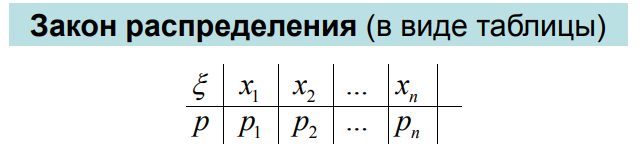 Закон распределения (в виде таблицы)
ξ x₁ x₂ ... xₙ
p p₁ p₂ ... pₙ